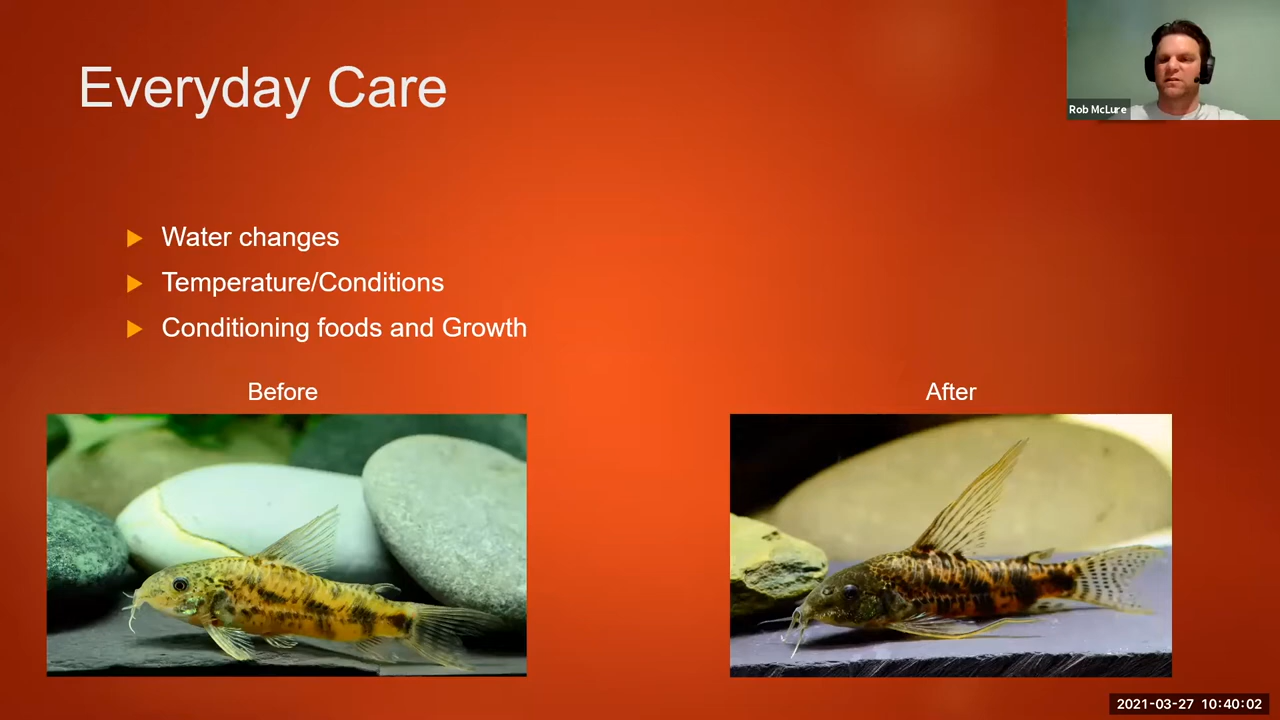 Everyday Care
Rob McLure
Water changes
Temperature/Conditions
Conditioning foods and Growth
Before
After
2021-03-27 10:40:02